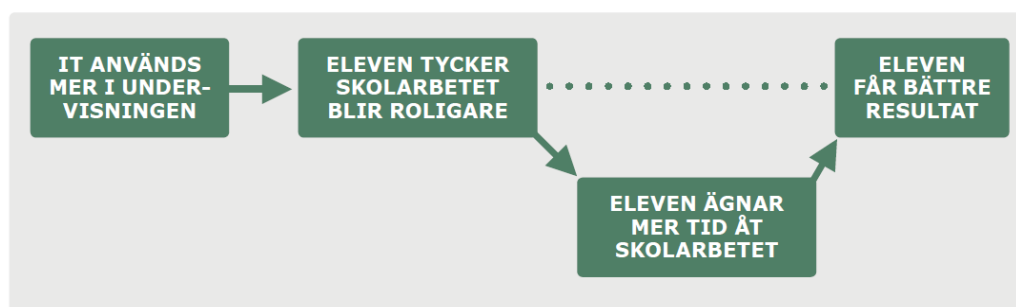 IT ANVÄNDS
MER I UNDER-
VISNINGEN
ELEVEN TYCKER
SKOLARBETET
BLIR ROLIGARE
ELEVEN
FÅR BÄTTRE
RESULTAT
ELEVEN ÄGNAR
MER TID ÅT
SKOLARBETET